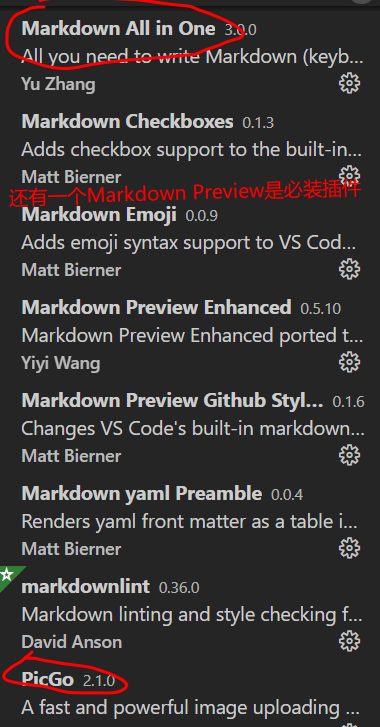 Markdown All in One 3.0.0
All you need to write Markdown (keyb...
Yu Zhang
Markdown Checkboxes 0.1.3
Adds checkbox support to the built-in...
Matt Bierner
还有一个Markdown Preview是必装插件
Markdown Emoji 0.0.9
Adds emoji syntax support to VS Cod...
Matt Bierner
Markdown Preview Enhanced 0.5.10
Markdown Preview Enhanced ported t...
Yiyi Wang
Markdown Preview Github Styl... 0.1.6
Changes VS Code's built-in markdown...
Matt Bierner
Markdown yaml Preamble 0.0.4
Renders yaml front matter as a table i...
Matt Bierner
markdownlint 0.36.0
Markdown linting and style checking f...
David Anson
PicGo 2.1.0
A fast and powerful image uploading ...